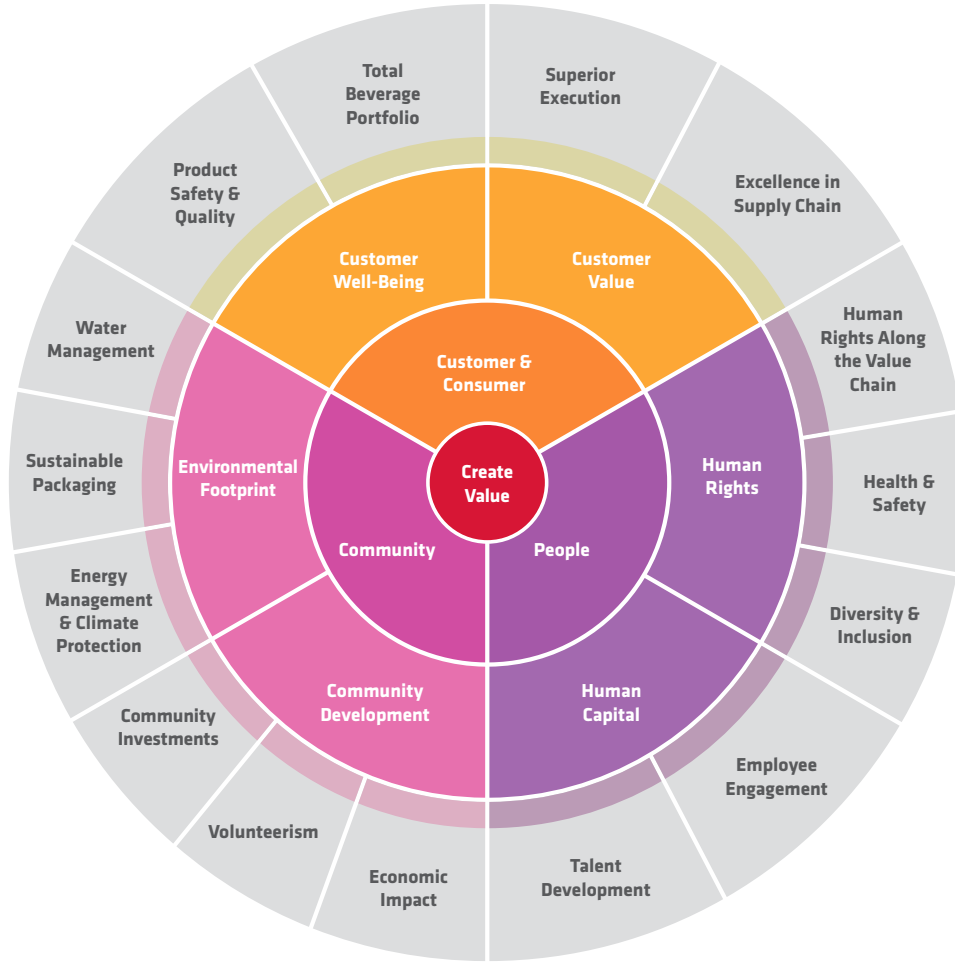 Total
Beverage
Portfolio
Superior
Execution
Product
Safety &
Quality
Excellence in
Supply Chain
Customer
Well-Being
Customer
Value
Water
Management
Human
Rights Along
the Value
Chain
Customer &
Consumer
Sustainable
Packaging
Environmental
Footprint
Create
Value
Human
Rights
Health &
Safety
Community
People
Energy
Management
& Climate
Protection
Diversity &
Inclusion
Community
Investments
Community
Development
Human
Capital
Employee
Engagement
Volunteerism
Economic
Impact
Talent
Development